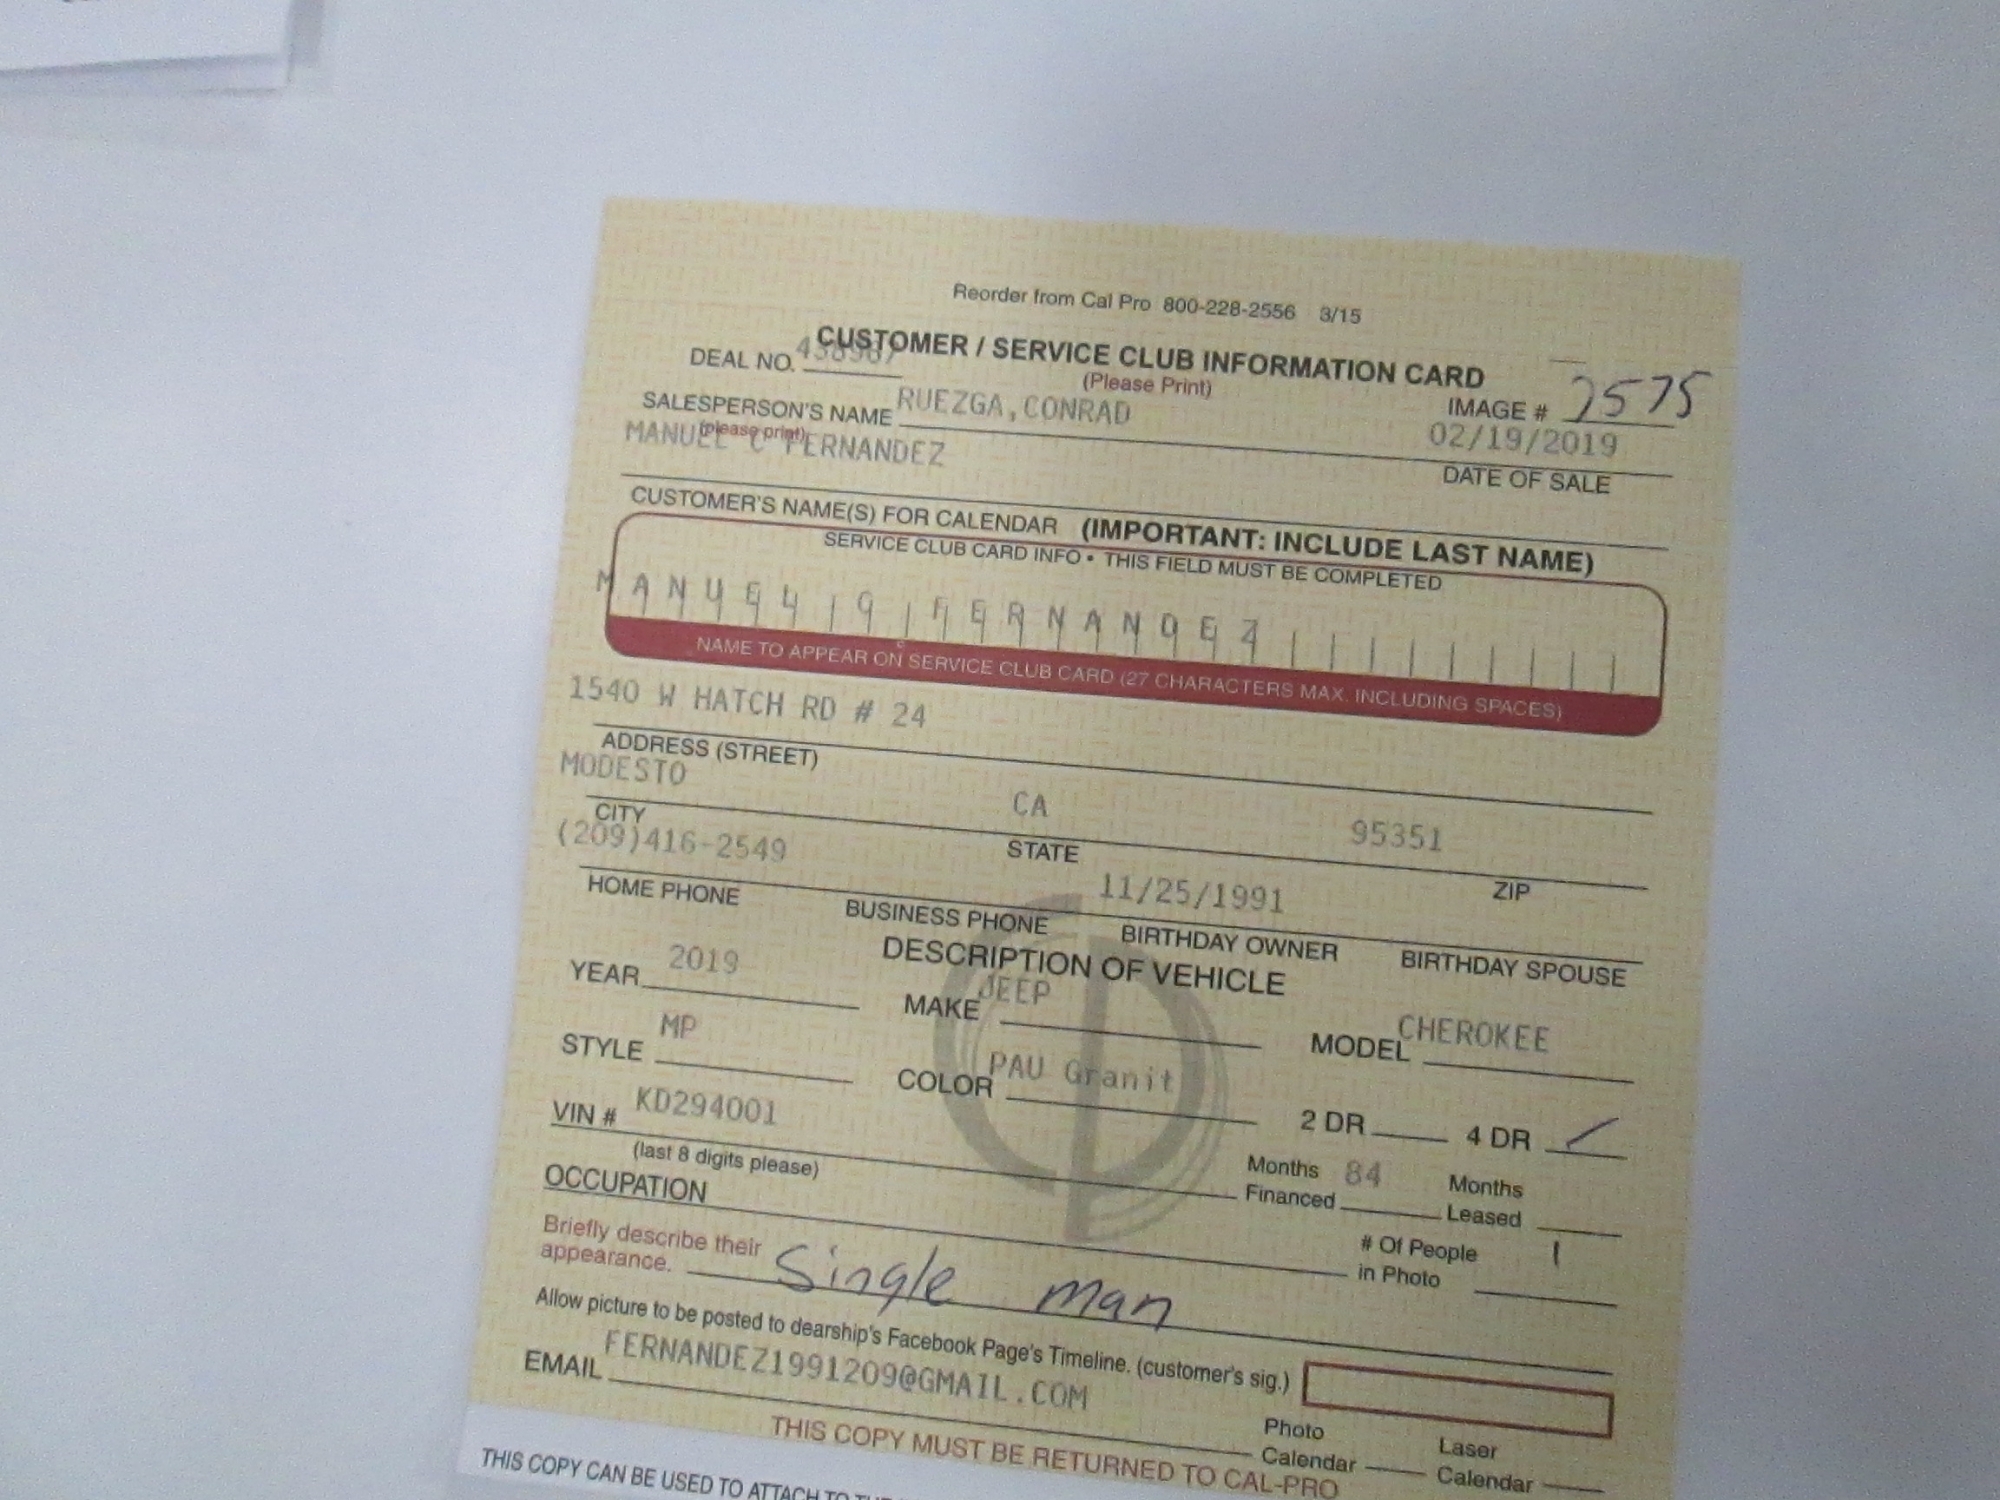 Reorder from Cal Pro 800-228-2556 3/15
CUSTOMER / SERVICE CLUB INFORMATION CARD
(Please Print)
DEAL NO. 438987
IMAGE # 2575
SALESPERSON'S NAME RUEZGA,CONRAD
(please print)
02/19/2019
MANUEL C FERNANDEZ
DATE OF SALE
CUSTOMER'S NAME(S) FOR CALENDAR (IMPORTANT: INCLUDE LAST NAME)
SERVICE CLUB CARD INFO • THIS FIELD MUST BE COMPLETED
MANUEL C FERNANDEZ
NAME TO APPEAR ON SERVICE CLUB CARD (27 CHARACTERS MAX. INCLUDING SPACES)
1540 W HATCH RD # 24
ADDRESS (STREET)
MODESTO CA 95351
CITY STATE ZIP
(209)416-2549 11/25/1991
HOME PHONE BUSINESS PHONE BIRTHDAY OWNER BIRTHDAY SPOUSE
DESCRIPTION OF VEHICLE
YEAR 2019 MAKE JEEP MODEL CHEROKEE
STYLE MP COLOR PAU Granit 2 DR 4 DR
VIN # KD294001
(last 8 digits please)
Months Financed 84 Months Leased
OCCUPATION
# Of People in Photo 1
Briefly describe their
appearance. Single man
Allow picture to be posted to dearship's Facebook Page's Timeline. (customer's sig.)
EMAIL FERNANDEZ1991209@GMAIL.COM
Photo Calendar Laser Calendar
THIS COPY MUST BE RETURNED TO CAL-PRO
THIS COPY CAN BE USED TO ATTACH TO